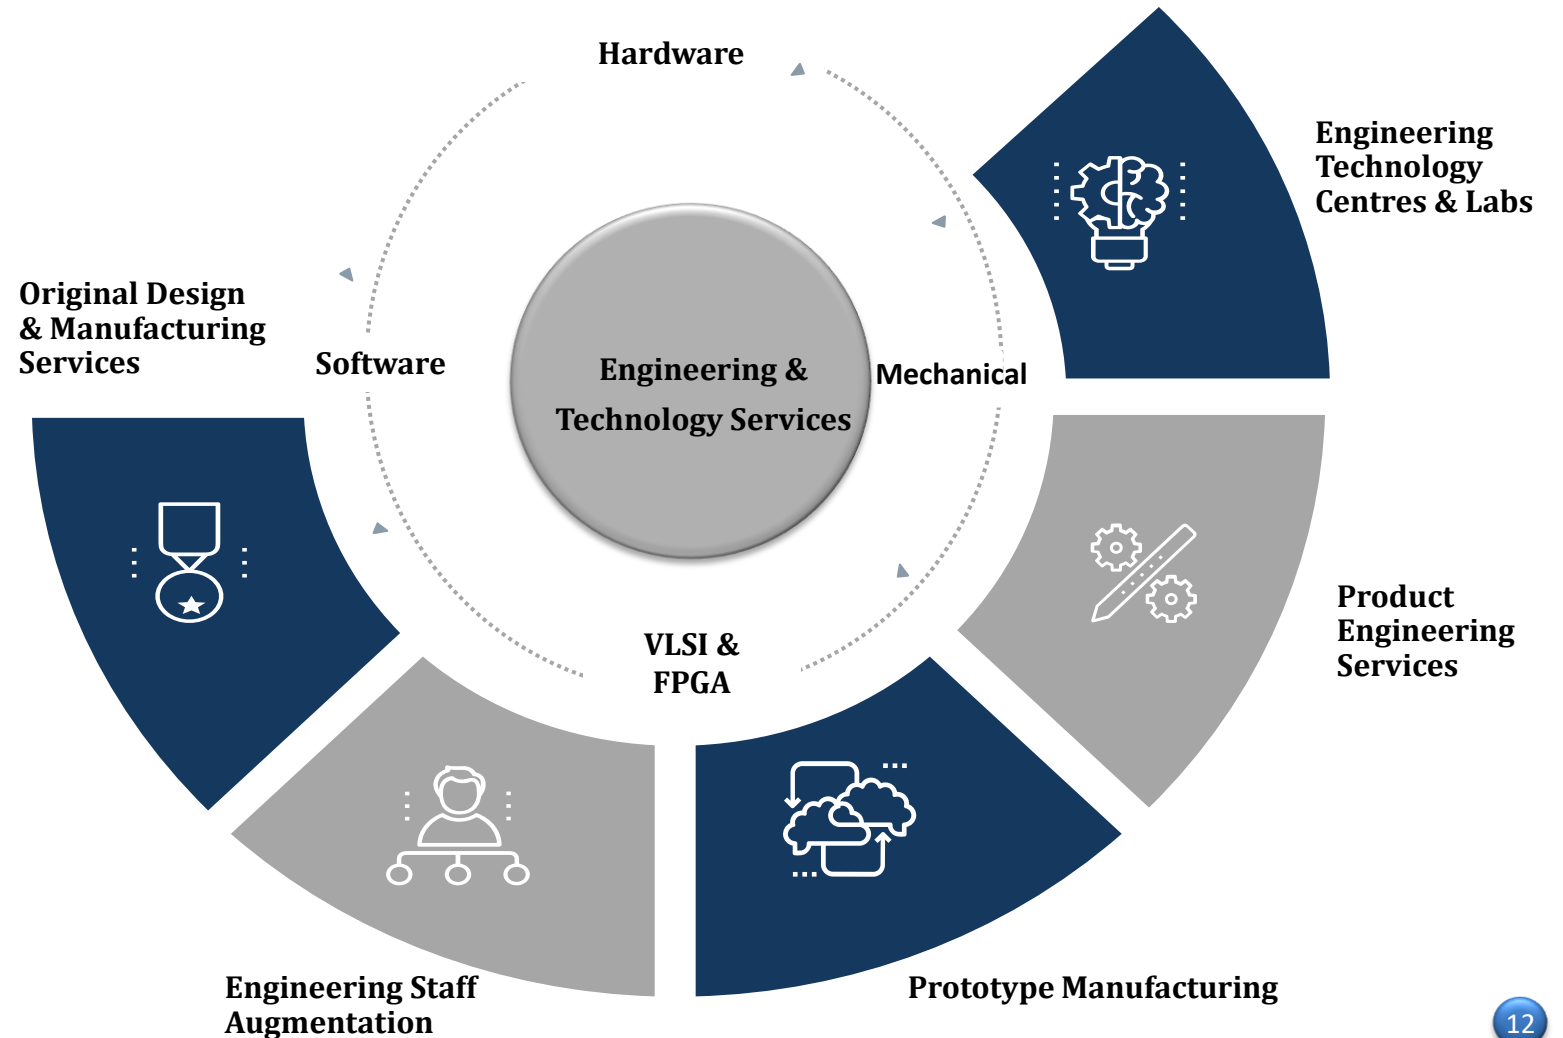 Hardware
Engineering
Technology
Centres & Labs
Original Design
& Manufacturing
Services
Software
Engineering &
Technology Services
Mechanical
Product
Engineering
Services
VLSI &
FPGA
Engineering Staff
Augmentation
Prototype Manufacturing
12